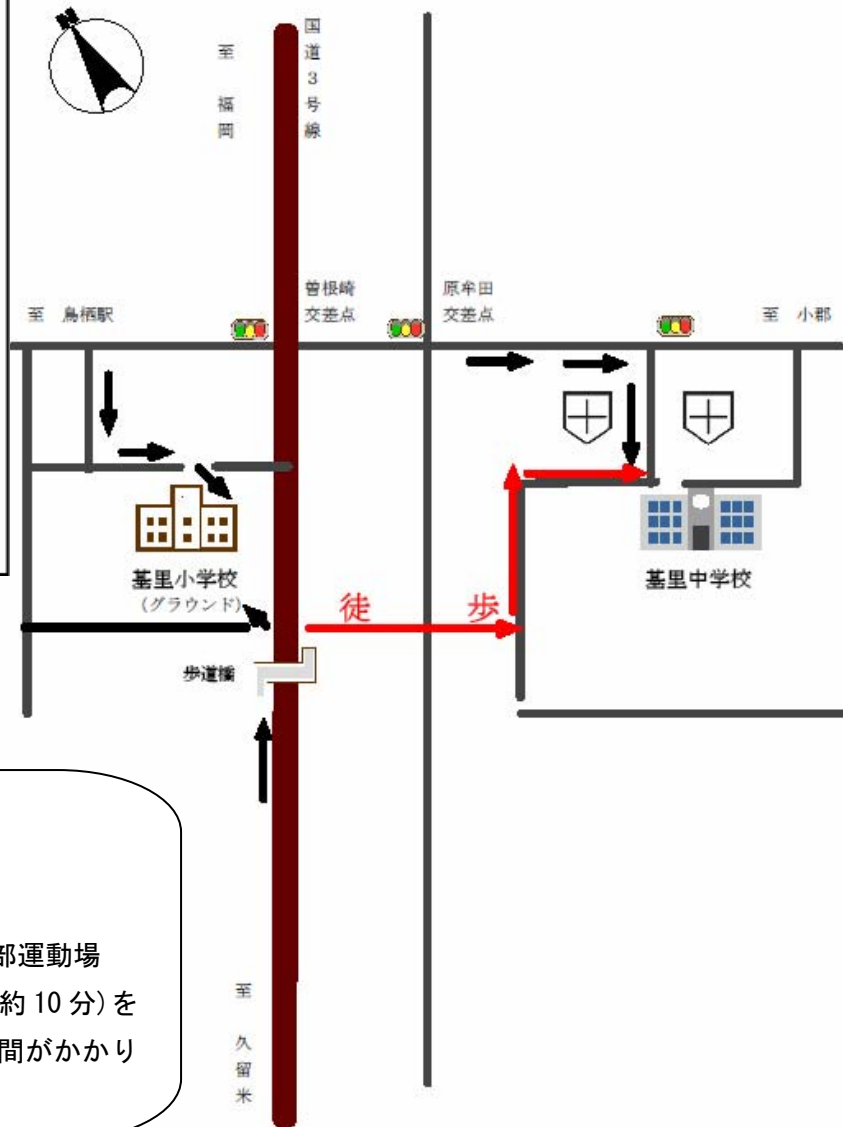 N
至 福岡
国道3号線
曽根崎
交差点
原牟田
交差点
至 鳥栖駅
至 小郡
基里小学校
(グラウンド)
基里中学校
徒 歩
歩道橋
部運動場
約10分)を
間がかかり
至 久留米